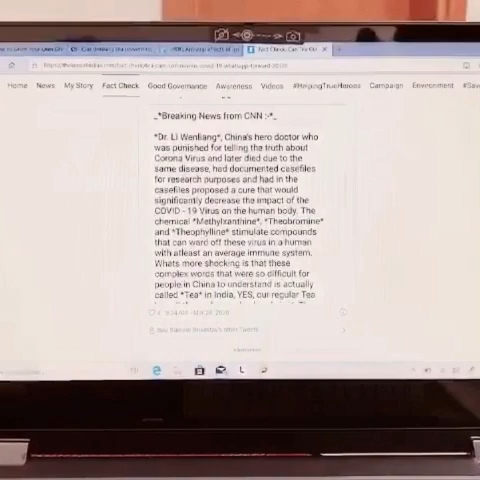 Fact Check, Can Tea
Home News My Story Fact Check Good Governance Awareness Videos #HelpingTrueHeroes Campaign Environment
_*Breaking News from CNN :-*_
*Dr. Li Wenliang*, China's hero doctor who
was punished for telling the truth about
Corona Virus and later died due to the
same disease, had documented casefiles
for research purposes and had in the
casefiles proposed a cure that would
significantly decrease the impact of the
COVID - 19 Virus on the human body. The
chemical *Methylxanthine*, *Theobromine*
and *Theophylline* stimulate compounds
that can ward off these virus in a human
with atleast an average immune system.
Whats more shocking is that these
complex words that were so difficult for
people in China to understand is actually
called *Tea* in India, YES, our regular Tea
other Tweets